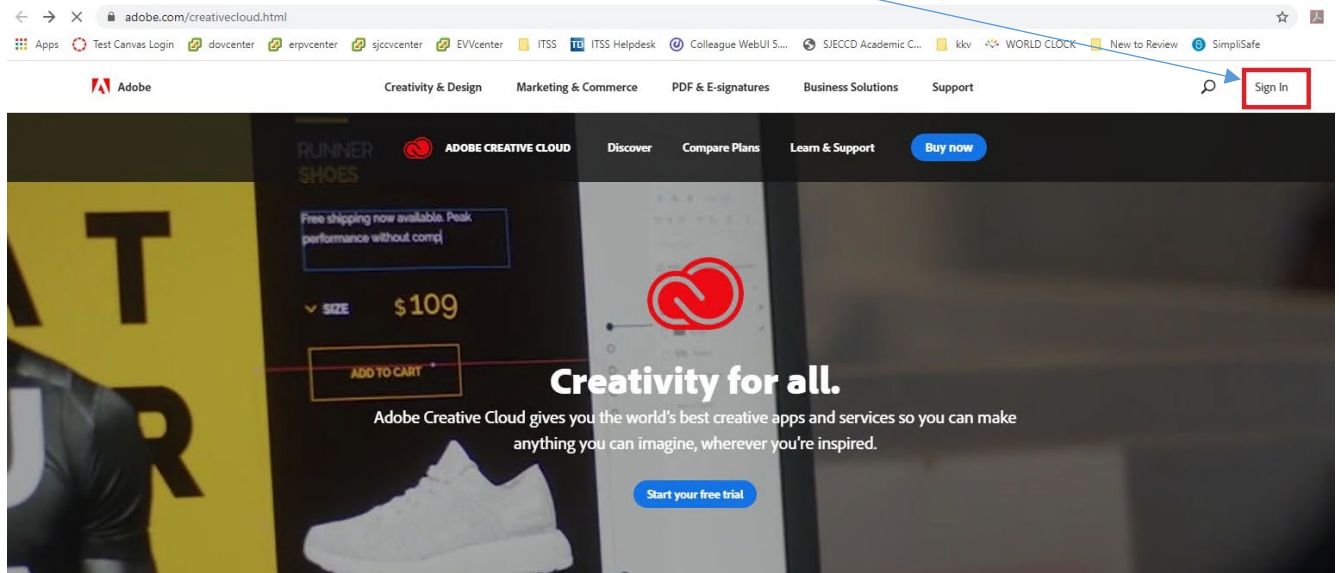 adobe.com/creativecloud.html
Apps Test Canvas Login dovcenter erpvcenter sjccvcenter EVVcenter ITSS TD ITSS Helpdesk Colleague WebUI 5.... SJECCD Academic C... kkv WORLD CLOCK New to Review 6 SimpliSafe
Adobe Creativity & Design Marketing & Commerce PDF & E-signatures Business Solutions Support Sign In
ADOBE CREATIVE CLOUD Discover Compare Plans Learn & Support Buy now
RUNNER
SHOES
Free shipping now available. Peak
performance without comp
SIZE $109
ADD TO CART
Creativity for all.
Adobe Creative Cloud gives you the world's best creative apps and services so you can make
anything you can imagine, wherever you're inspired.
Start your free trial